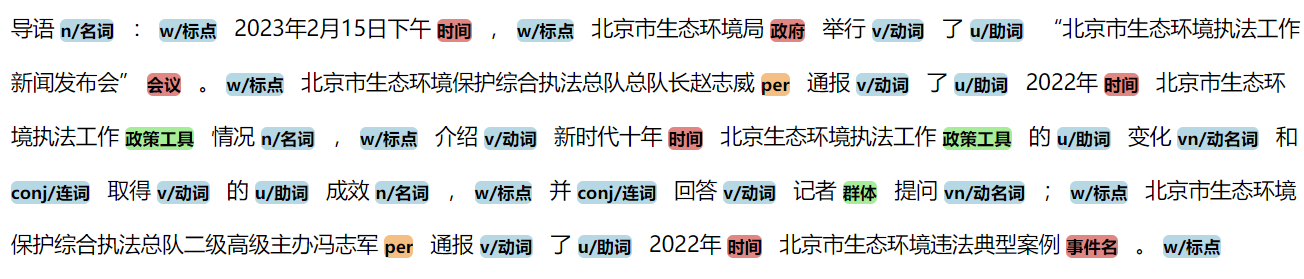 导语 n/名词 ： w/标点 2023年2月15日下午 时间 ， w/标点 北京市生态环境局 政府 举行 v/动词 了 u/助词 “北京市生态环境执法工作
新闻发布会” 会议 。 w/标点 北京市生态环境保护综合执法总队总队长赵志威 per 通报 v/动词 了 u/助词 2022年 时间 北京市生态环
境执法工作 政策工具 情况 n/名词 ， w/标点 介绍 v/动词 新时代十年 时间 北京生态环境执法工作 政策工具 的 u/助词 变化 vn/动名词 和
conj/连词 取得 v/动词 的 u/助词 成效 n/名词 ， w/标点 并 conj/连词 回答 v/动词 记者 群体 提问 vn/动名词 ； w/标点 北京市生态环境
保护综合执法总队二级高级主办冯志军 per 通报 v/动词 了 u/助词 2022年 时间 北京市生态环境违法典型案例 事件名 。 w/标点